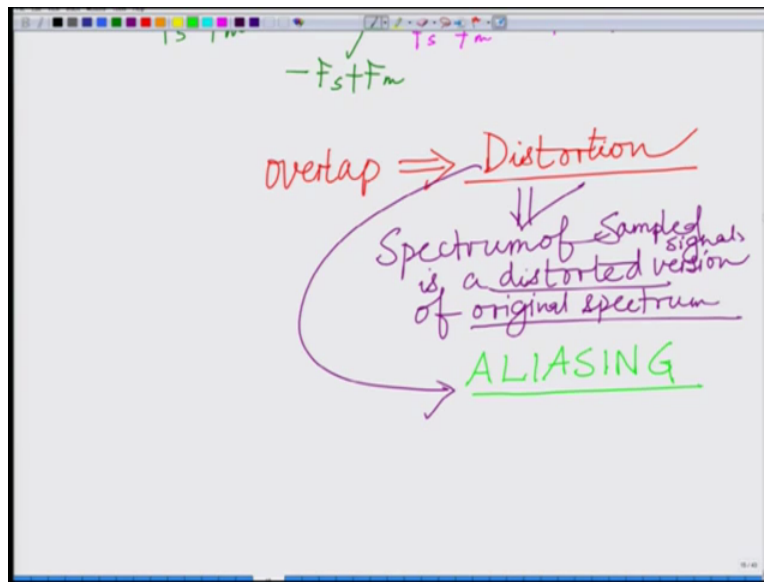 Fs Fm
-Fs+Fm
Fs Fm
overlap ⇒ Distortion
Spectrum of Sampled
signals
is a distorted version
of original spectrum
ALIASING